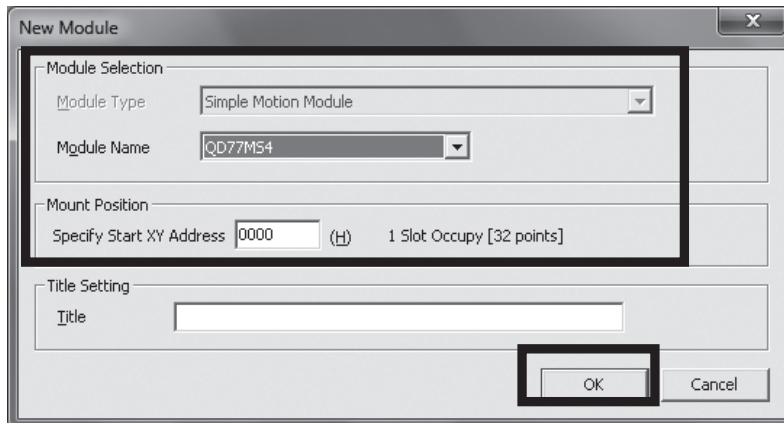 New Module
X
Module Selection
Module Type Simple Motion Module
Module Name QD77MS4
Mount Position
Specify Start XY Address 0000 (H) 1 Slot Occupy [32 points]
Title Setting
Title
OK Cancel